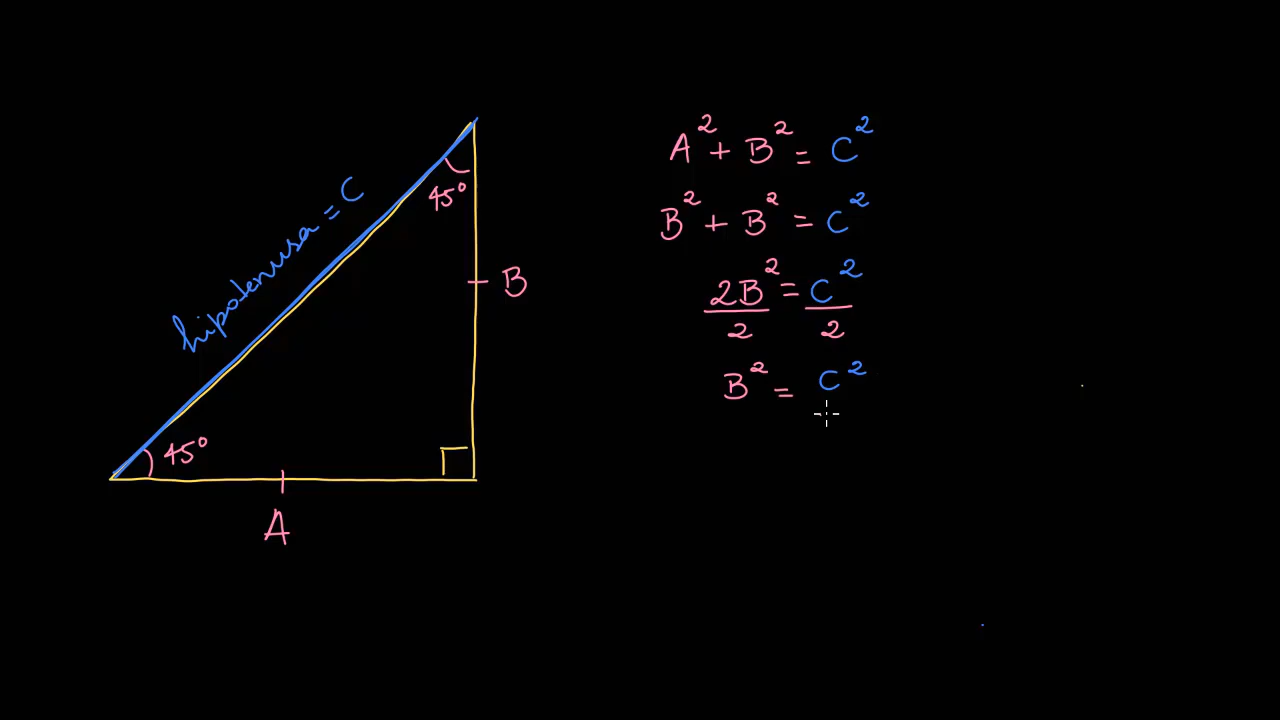 hipotenusa = C
45°
B
45°
A
A² + B² = C²
B² + B² = C²
2B²/2 = C²/2
B² = C²